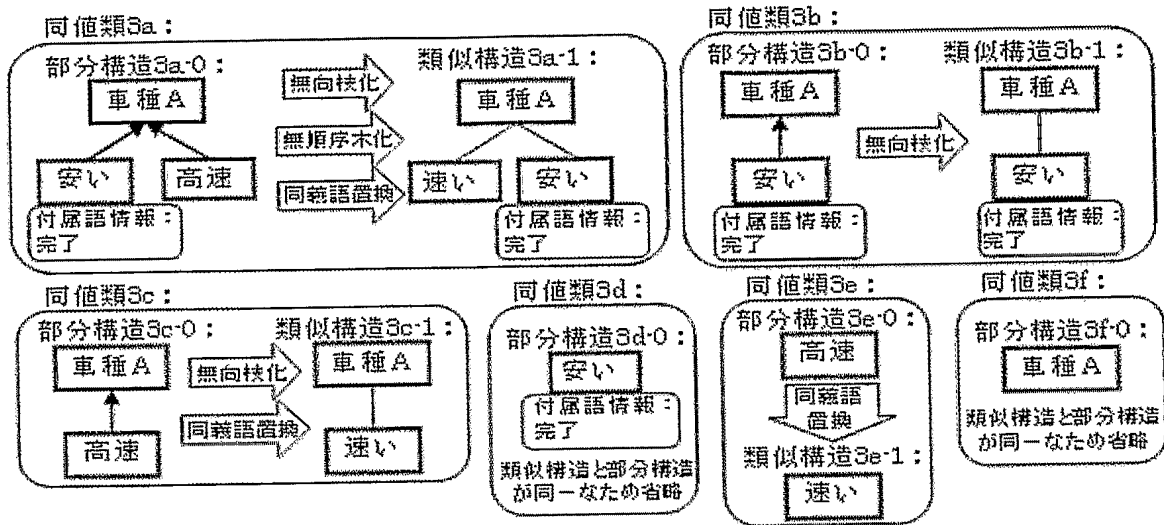 同値類3a：
部分構造3a-0：
車種A
安い
高速
付属語情報：
完了
無向枝化
無順序木化
同義語置換
類似構造3a-1：
車種A
速い
安い
付属語情報：
完了
同値類3b：
部分構造3b-0：
車種A
安い
付属語情報：
完了
無向枝化
類似構造3b-1：
車種A
安い
付属語情報：
完了
同値類3c：
部分構造3c-0：
車種A
高速
無向枝化
同義語置換
類似構造3c-1：
車種A
速い
同値類3d：
部分構造3d-0：
安い
付属語情報：
完了
類似構造と部分構造
が同一なため省略
同値類3e：
部分構造3e-0：
高速
同義語
置換
類似構造3e-1：
速い
同値類3f：
部分構造3f-0：
車種A
類似構造と部分構造
が同一なため省略